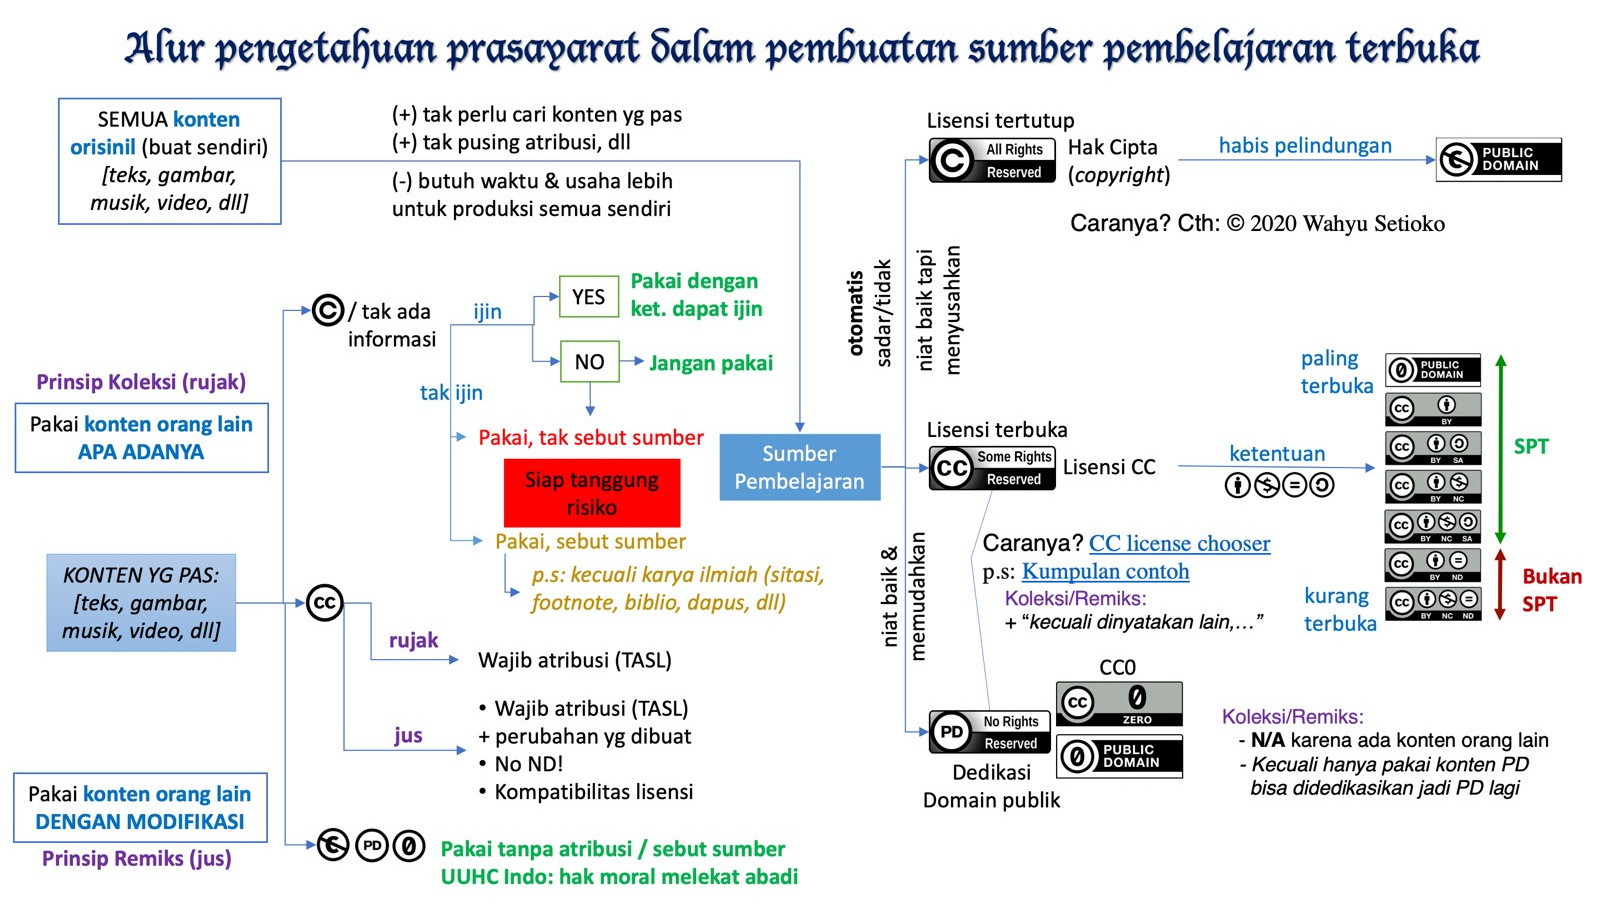 Alur pengetahuan prasayarat dalam pembuatan sumber pembelajaran terbuka
SEMUA konten
orisinil (buat sendiri)
[teks, gambar,
musik, video, dll]
(+) tak perlu cari konten yg pas
(+) tak pusing atribusi, dll
(-) butuh waktu & usaha lebih
untuk produksi semua sendiri
Prinsip Koleksi (rujak)
Pakai konten orang lain
APA ADANYA
KONTEN YG PAS:
[teks, gambar,
musik, video, dll]
Pakai konten orang lain
DENGAN MODIFIKASI
Prinsip Remiks (jus)
C / tak ada
informasi
ijin
tak ijin
YES
Pakai dengan
ket. dapat ijin
NO
Jangan pakai
Pakai, tak sebut sumber
Siap tanggung
risiko
Pakai, sebut sumber
p.s: kecuali karya ilmiah (sitasi,
footnote, biblio, dapus, dll)
CC
rujak
Wajib atribusi (TASL)
jus
• Wajib atribusi (TASL)
+ perubahan yg dibuat
• No ND!
• Kompatibilitas lisensi
C PD 0
Pakai tanpa atribusi / sebut sumber
UUHC Indo: hak moral melekat abadi
Sumber
Pembelajaran
otomatis
sadar/tidak
niat baik tapi
menyusahkan
niat baik &
memudahkan
Lisensi tertutup
C All Rights
Reserved
Hak Cipta
(copyright)
habis pelindungan
C PUBLIC
DOMAIN
Caranya? Cth: © 2020 Wahyu Setioko
Lisensi terbuka
CC Some Rights
Reserved
Lisensi CC
ketentuan
Caranya? CC license chooser
p.s: Kumpulan contoh
Koleksi/Remiks:
+ “kecuali dinyatakan lain,…”
paling
terbuka
kurang
terbuka
0 PUBLIC
DOMAIN
CC
BY
CC
BY SA
CC
BY NC
CC
BY NC SA
CC
BY ND
CC
BY NC ND
SPT
Bukan
SPT
PD No Rights
Reserved
Dedikasi
Domain publik
CC0
CC 0
ZERO
0 PUBLIC
DOMAIN
Koleksi/Remiks:
- N/A karena ada konten orang lain
- Kecuali hanya pakai konten PD
bisa didedikasikan jadi PD lagi